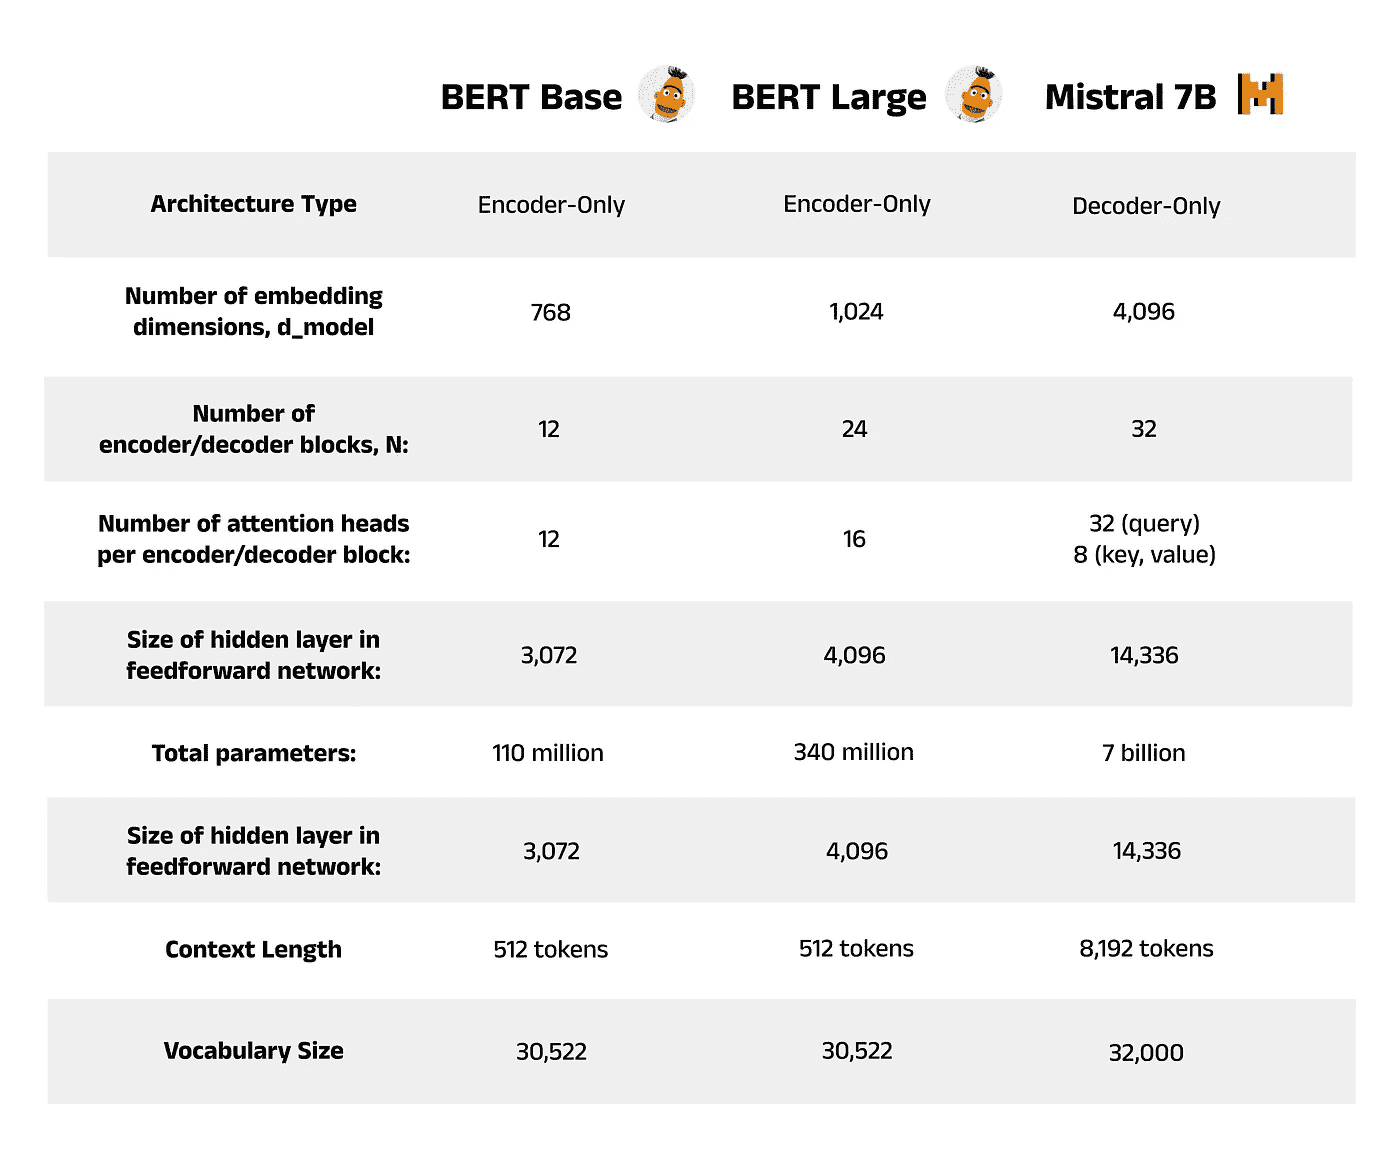 BERT Base BERT Large Mistral 7B
Architecture Type Encoder-Only Encoder-Only Decoder-Only
Number of embedding
dimensions, d_model 768 1,024 4,096
Number of
encoder/decoder blocks, N: 12 24 32
Number of attention heads
per encoder/decoder block: 12 16 32 (query)
8 (key, value)
Size of hidden layer in
feedforward network: 3,072 4,096 14,336
Total parameters: 110 million 340 million 7 billion
Size of hidden layer in
feedforward network: 3,072 4,096 14,336
Context Length 512 tokens 512 tokens 8,192 tokens
Vocabulary Size 30,522 30,522 32,000